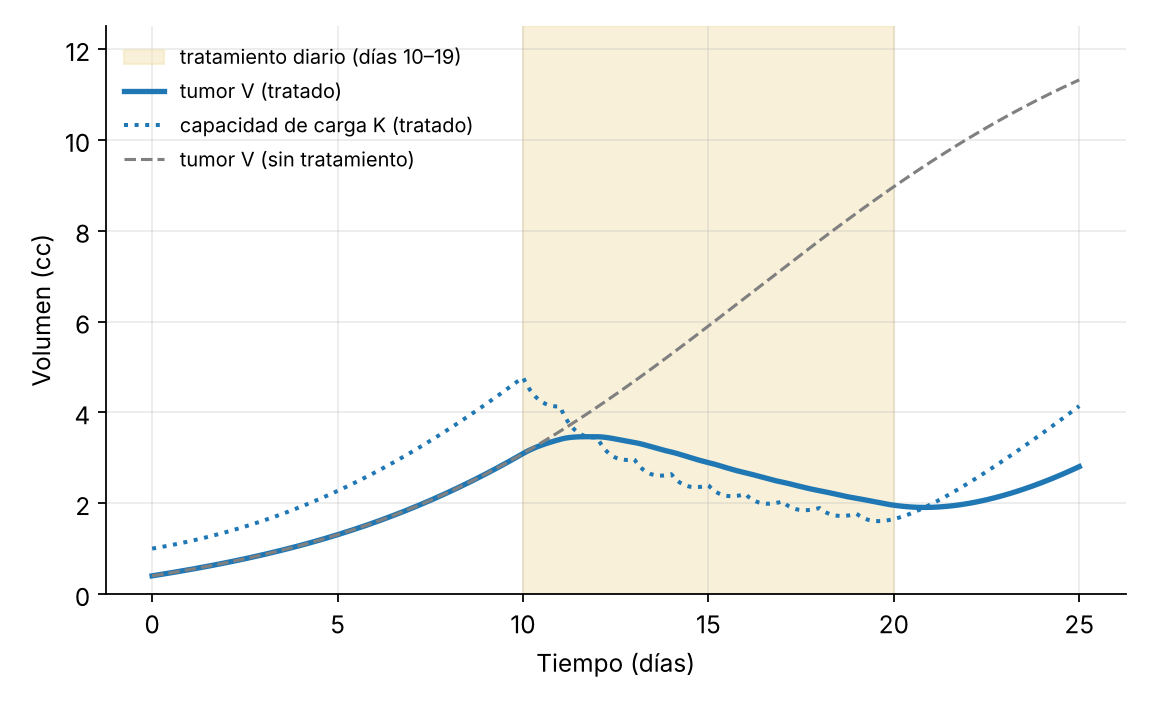 tratamiento diario (días 10–19)
tumor V (tratado)
capacidad de carga K (tratado)
tumor V (sin tratamiento)
12
10
8
6
4
2
0
Volumen (cc)
0 5 10 15 20 25
Tiempo (días)